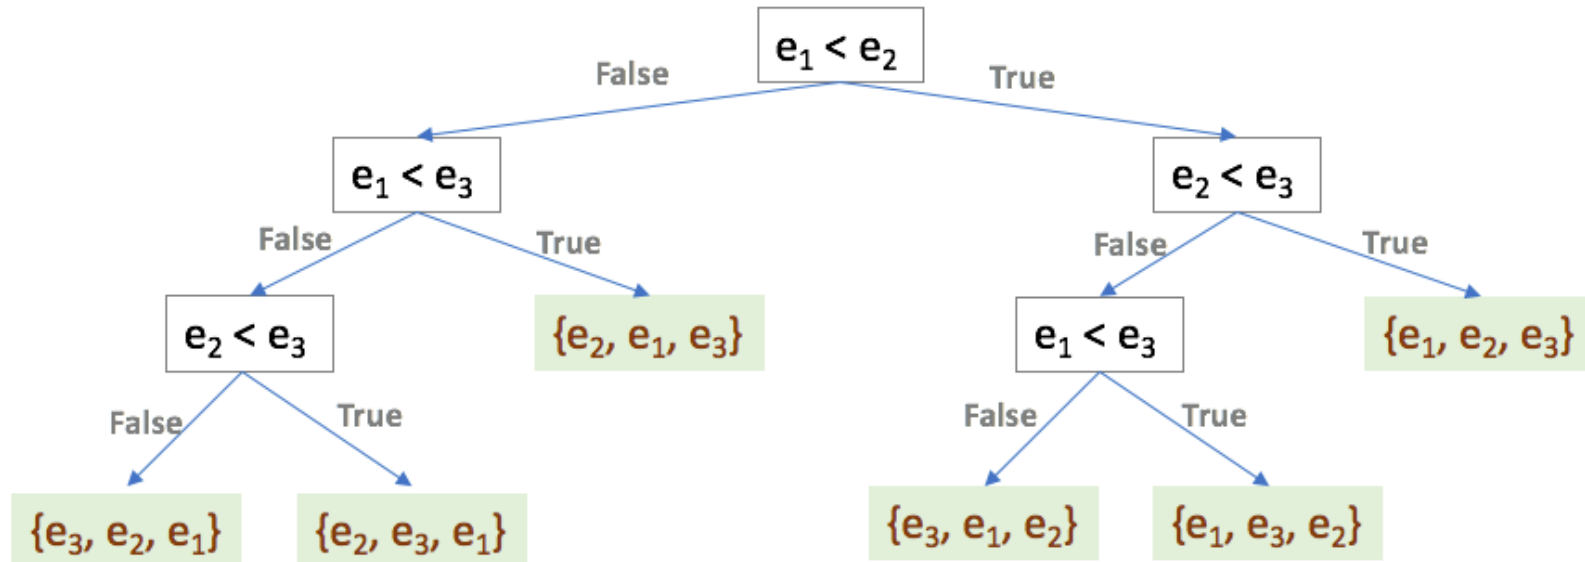 e₁ < e₂
False
True
e₁ < e₃
e₂ < e₃
False
True
False
True
e₂ < e₃
{e₂, e₁, e₃}
e₁ < e₃
{e₁, e₂, e₃}
False
True
False
True
{e₃, e₂, e₁}
{e₂, e₃, e₁}
{e₃, e₁, e₂}
{e₁, e₃, e₂}